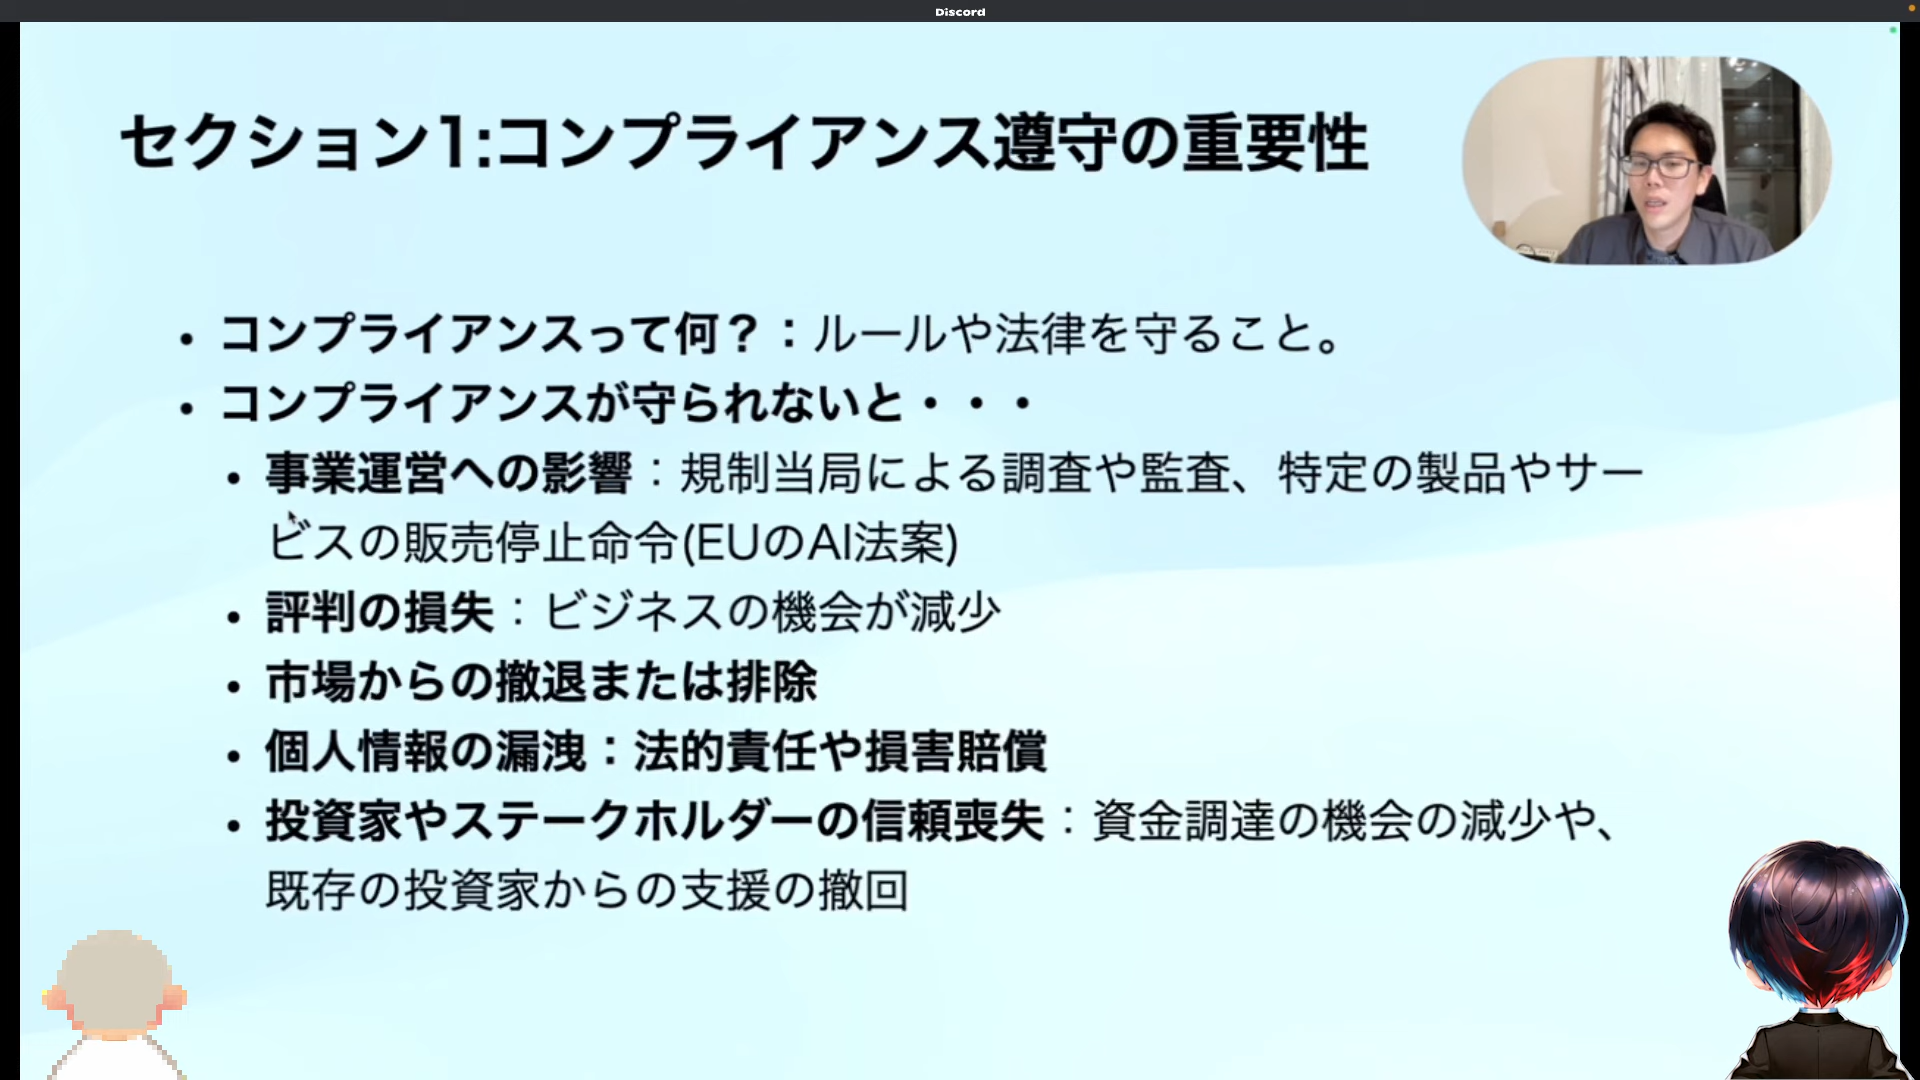 Discord
セクション1:コンプライアンス遵守の重要性
• コンプライアンスって何？：ルールや法律を守ること。
• コンプライアンスが守られないと・・・
• 事業運営への影響：規制当局による調査や監査、特定の製品やサー
ビスの販売停止命令(EUのAI法案)
• 評判の損失：ビジネスの機会が減少
• 市場からの撤退または排除
• 個人情報の漏洩：法的責任や損害賠償
• 投資家やステークホルダーの信頼喪失：資金調達の機会の減少や、
既存の投資家からの支援の撤回